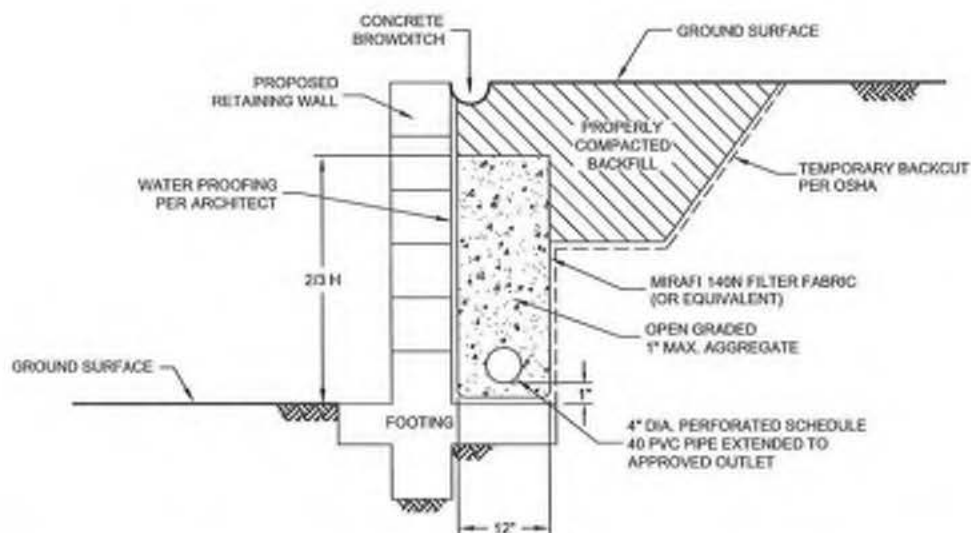 CONCRETE
BROWDITCH
GROUND SURFACE
PROPOSED
RETAINING WALL
PROPERLY
COMPACTED
BACKFILL
TEMPORARY BACKCUT
PER OSHA
WATER PROOFING
PER ARCHITECT
2/3 H
MIRAFI 140N FILTER FABRIC
(OR EQUIVALENT)
OPEN GRADED
1" MAX. AGGREGATE
GROUND SURFACE
1"
FOOTING
4" DIA. PERFORATED SCHEDULE
40 PVC PIPE EXTENDED TO
APPROVED OUTLET
12"